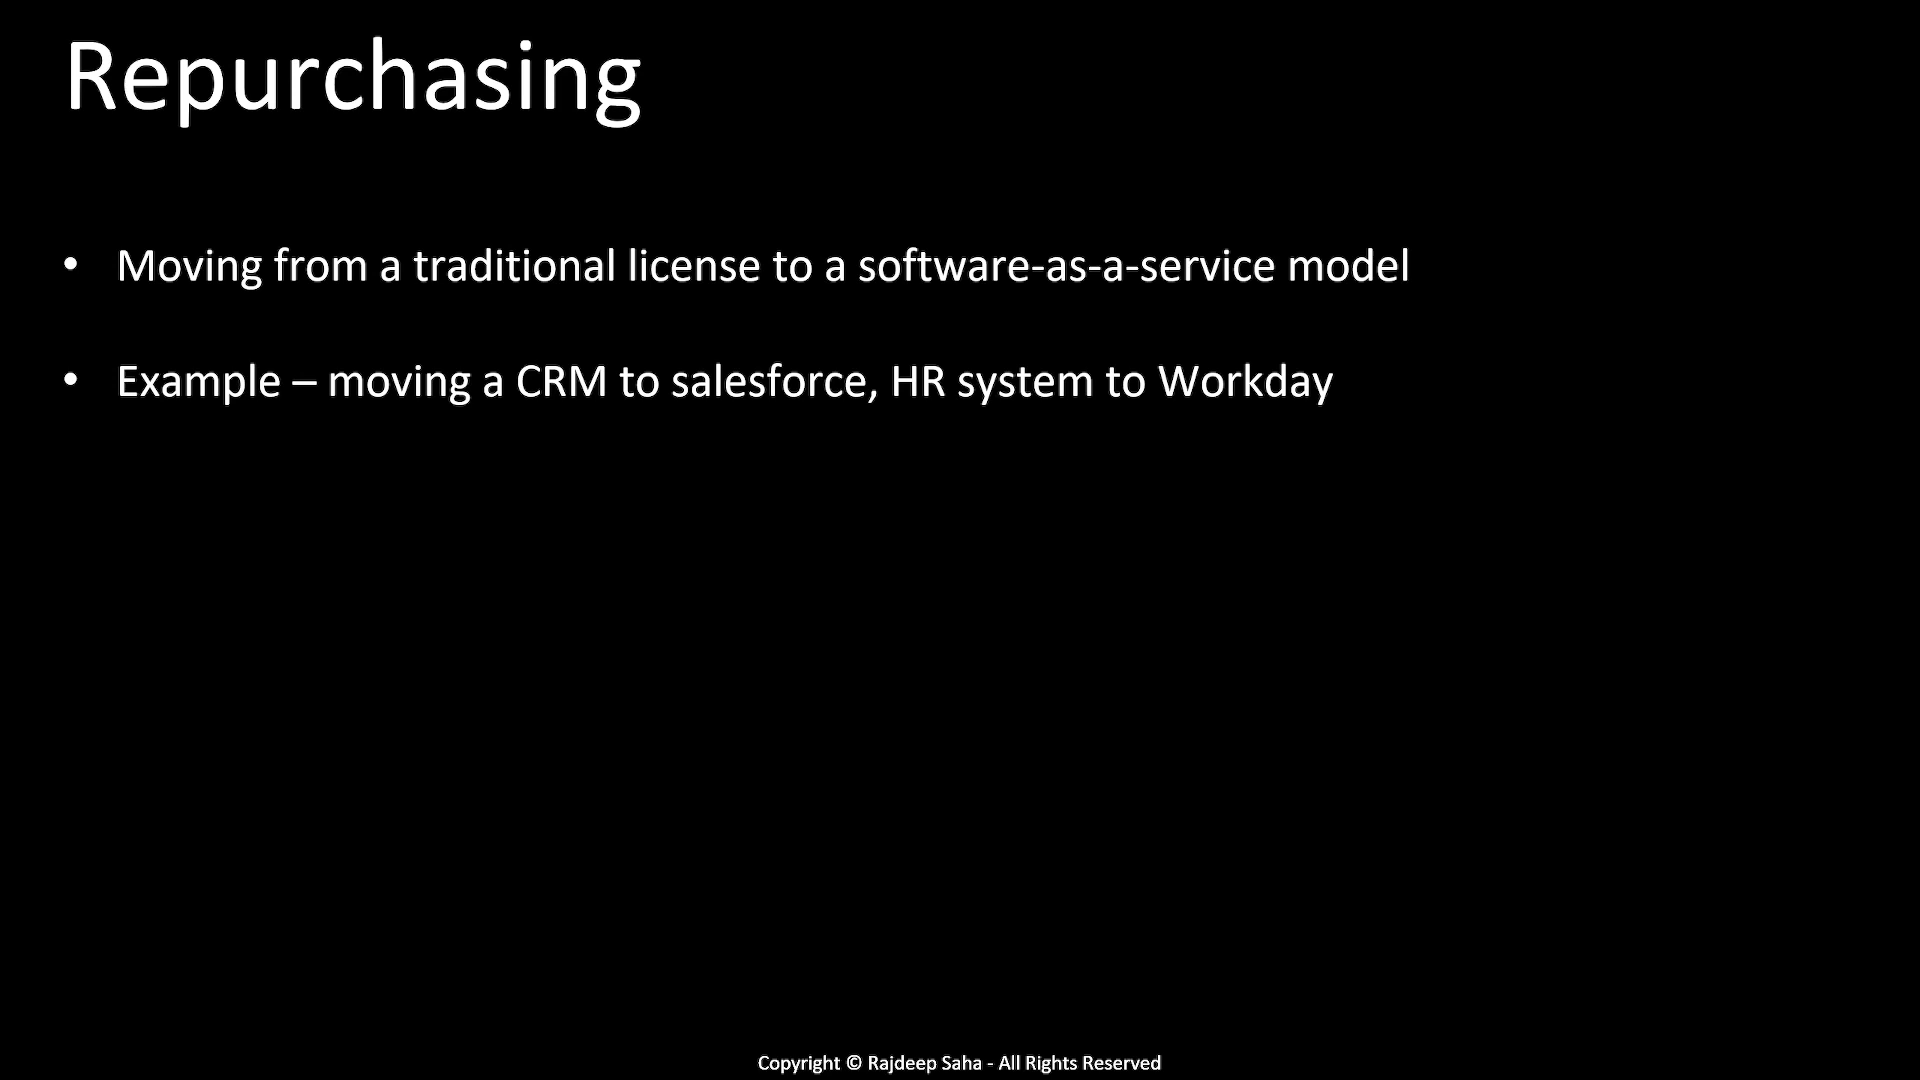 Repurchasing
• Moving from a traditional license to a software-as-a-service model
• Example – moving a CRM to salesforce, HR system to Workday
Copyright © Rajdeep Saha - All Rights Reserved